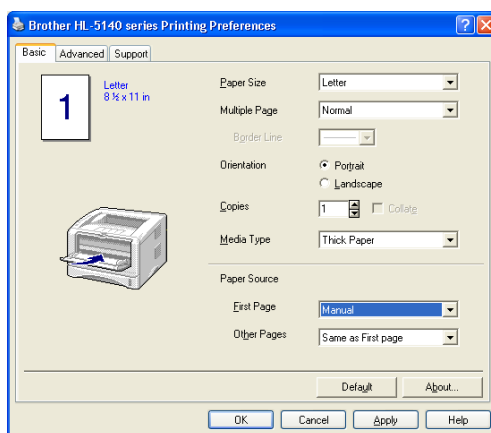 Brother HL-5140 series Printing Preferences
Basic Advanced Support
1
Letter
8 ½ x 11 in
Paper Size Letter
Multiple Page Normal
Border Line
Orientation Portrait
Landscape
Copies 1 Collate
Media Type Thick Paper
Paper Source
First Page Manual
Other Pages Same as First page
Default About...
OK Cancel Apply Help